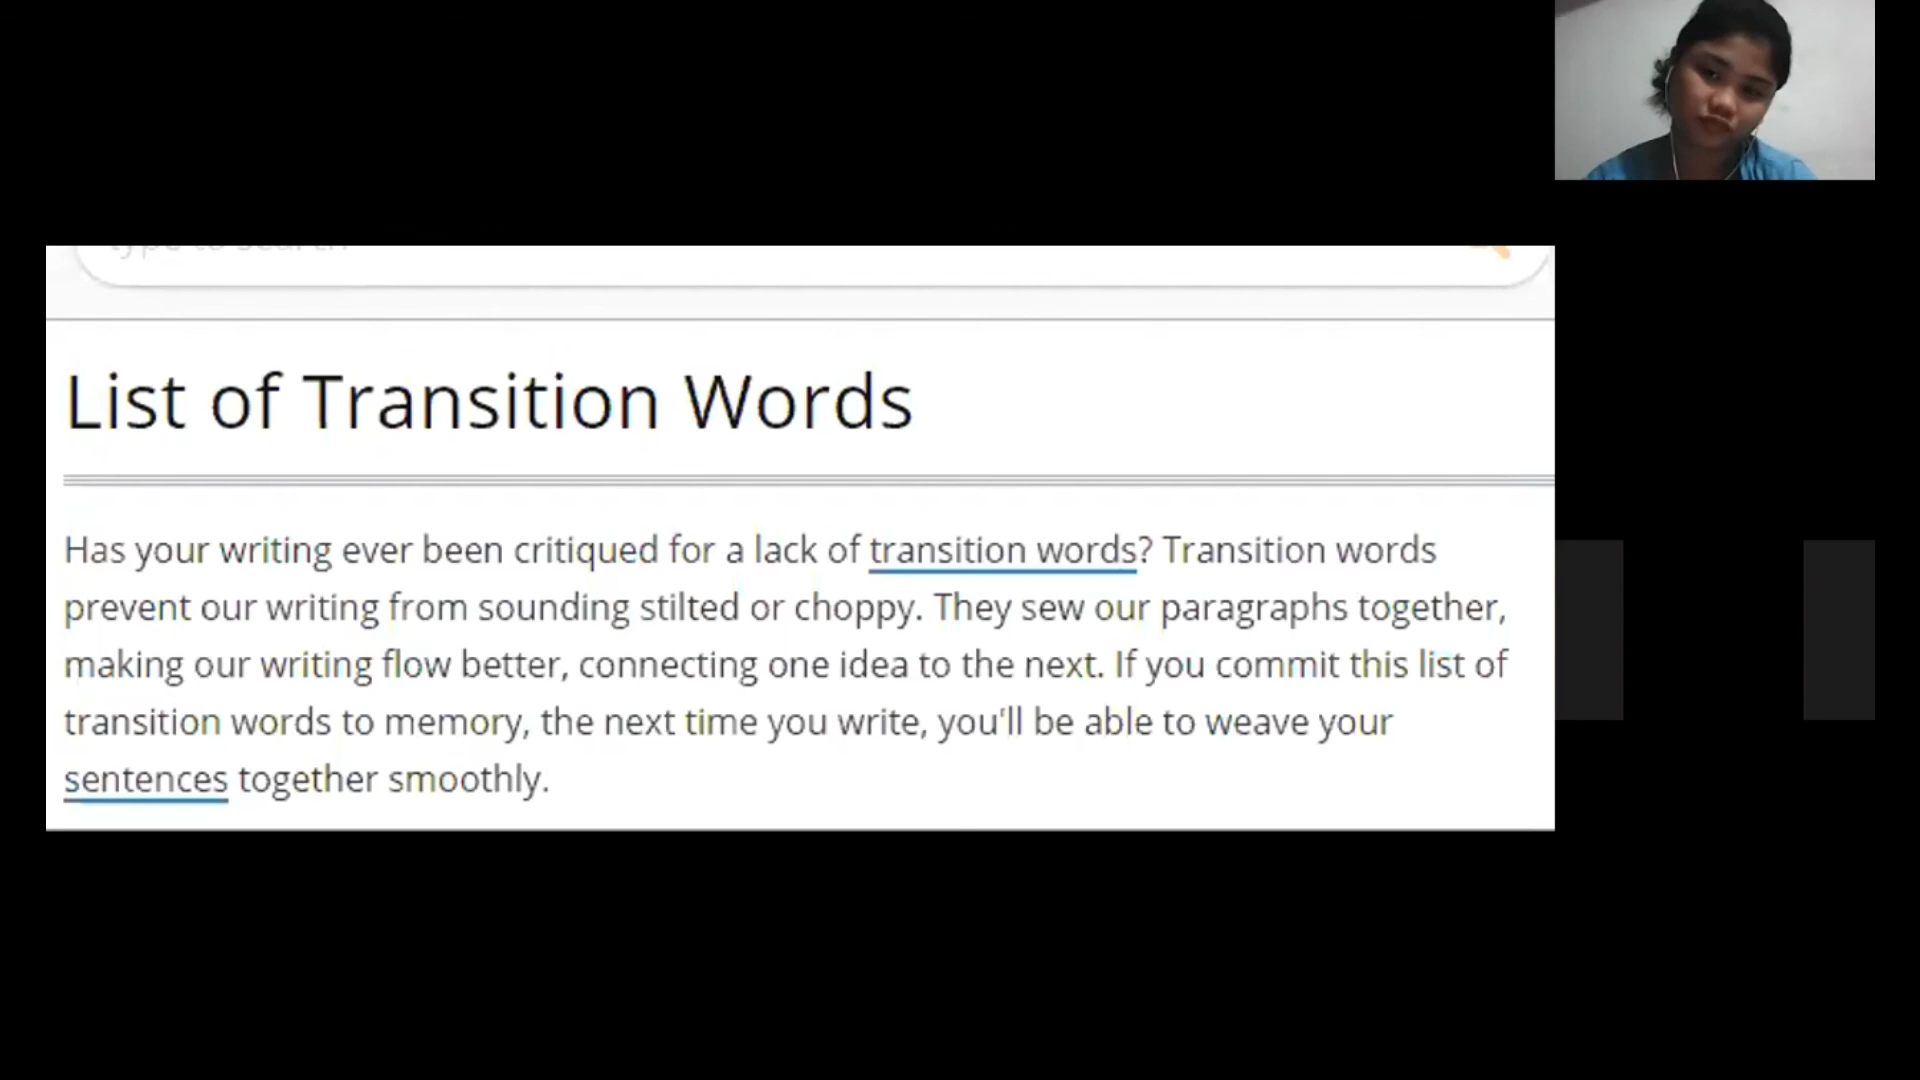 type to search
List of Transition Words
Has your writing ever been critiqued for a lack of transition words? Transition words
prevent our writing from sounding stilted or choppy. They sew our paragraphs together,
making our writing flow better, connecting one idea to the next. If you commit this list of
transition words to memory, the next time you write, you'll be able to weave your
sentences together smoothly.